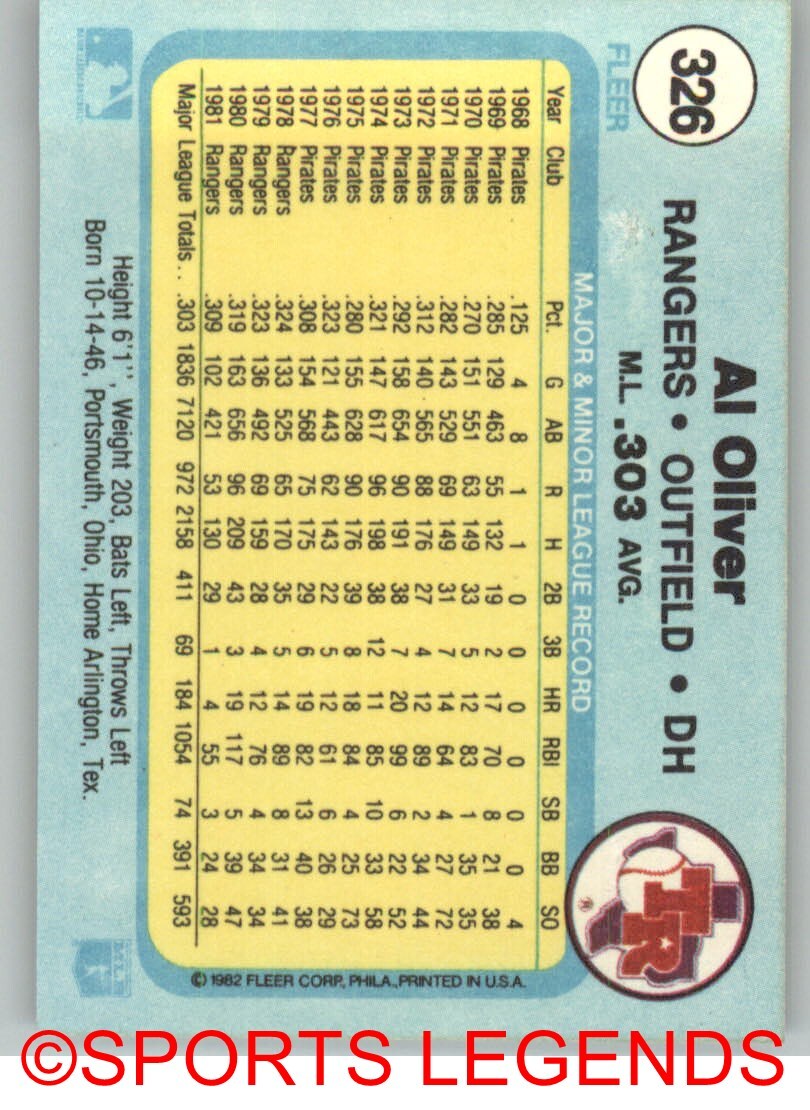 326
FLEER
Al Oliver
RANGERS • OUTFIELD • DH
M.L. .303 AVG.
TR
®
MAJOR & MINOR LEAGUE RECORD
Year Club Pct. G AB R H 2B 3B HR RBI SB BB SO
1968 Pirates .125 4 8 1 1 0 0 0 0 0 0 4
1969 Pirates .285 129 463 55 132 19 2 17 70 8 21 38
1970 Pirates .270 151 551 63 149 33 5 12 83 1 35 35
1971 Pirates .282 143 529 69 149 31 7 14 64 4 27 72
1972 Pirates .312 140 565 88 176 27 4 12 89 2 34 44
1973 Pirates .292 158 654 90 191 38 7 20 99 6 22 52
1974 Pirates .321 147 617 96 198 38 12 11 85 10 33 58
1975 Pirates .280 155 628 90 176 39 8 18 84 4 25 73
1976 Pirates .323 121 443 62 143 22 5 12 61 6 26 29
1977 Pirates .308 154 568 75 175 29 6 19 82 13 40 38
1978 Rangers .324 133 525 65 170 35 5 14 89 8 31 41
1979 Rangers .323 136 492 69 159 28 4 12 76 4 34 34
1980 Rangers .319 163 656 96 209 43 3 19 117 5 39 47
1981 Rangers .309 102 421 53 130 29 1 4 55 3 24 28
Major League Totals . . .303 1836 7120 972 2158 411 69 184 1054 74 391 593
© 1982 FLEER CORP., PHILA., PRINTED IN U.S.A.
Height 6'1'', Weight 203, Bats Left, Throws Left
Born 10-14-46, Portsmouth, Ohio, Home Arlington, Tex.
©SPORTS LEGENDS